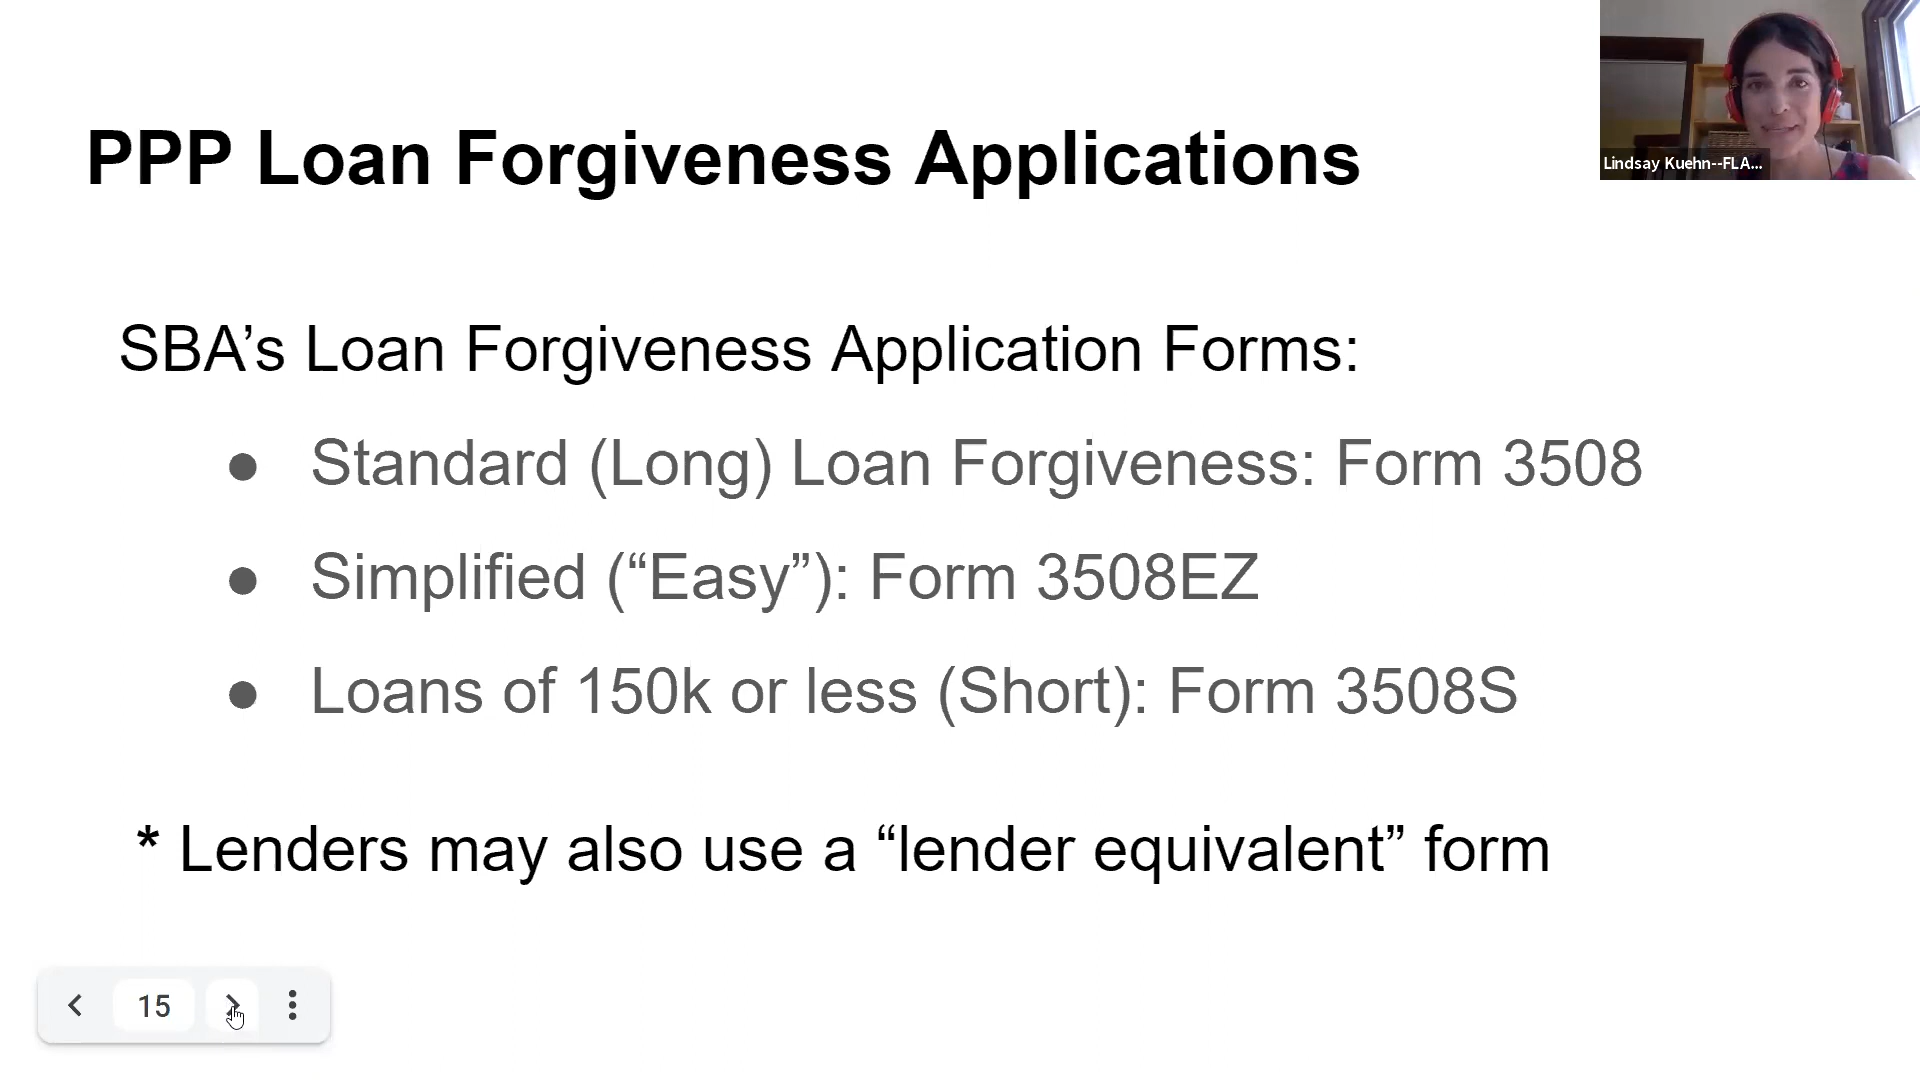 PPP Loan Forgiveness Applications
Lindsay Kuehn--FLA...
SBA’s Loan Forgiveness Application Forms:
● Standard (Long) Loan Forgiveness: Form 3508
● Simplified (“Easy”): Form 3508EZ
● Loans of 150k or less (Short): Form 3508S
* Lenders may also use a “lender equivalent” form
15